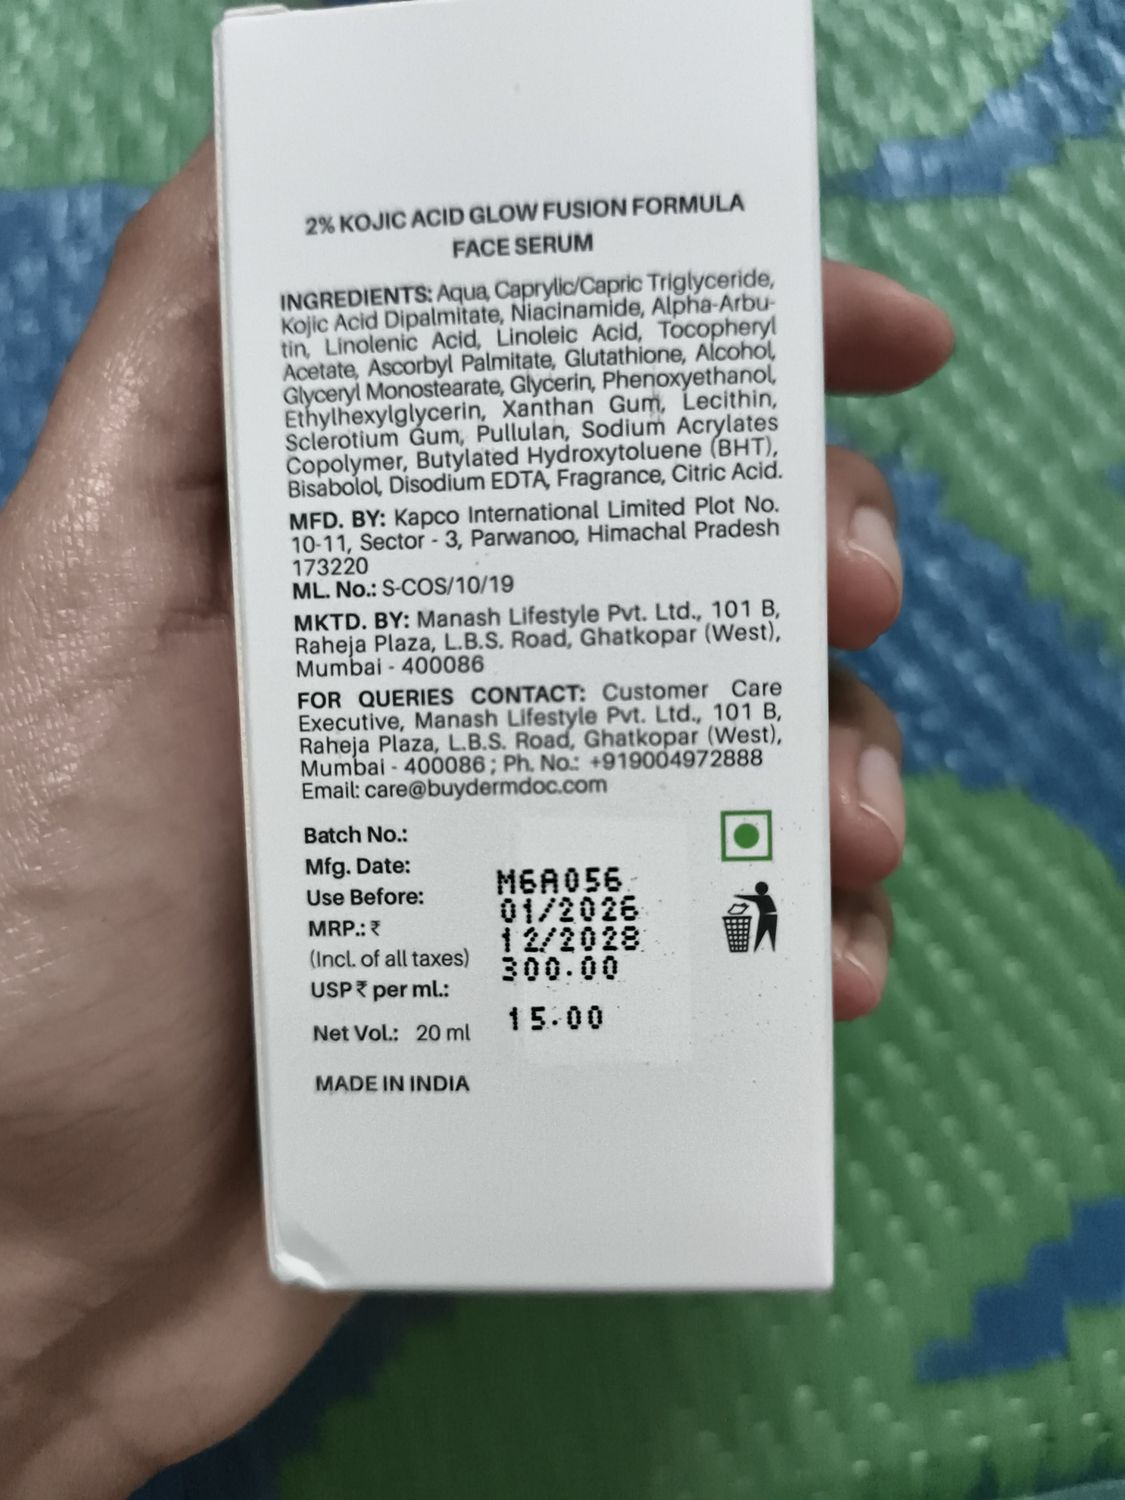 2% KOJIC ACID GLOW FUSION FORMULA
FACE SERUM
INGREDIENTS: Aqua, Caprylic/Capric Triglyceride,
Kojic Acid Dipalmitate, Niacinamide, Alpha-Arbu-
tin, Linolenic Acid, Linoleic Acid, Tocopheryl
Acetate, Ascorbyl Palmitate, Glutathione, Alcohol,
Glyceryl Monostearate, Glycerin, Phenoxyethanol,
Ethylhexylglycerin, Xanthan Gum, Lecithin,
Sclerotium Gum, Pullulan, Sodium Acrylates
Copolymer, Butylated Hydroxytoluene (BHT),
Bisabolol, Disodium EDTA, Fragrance, Citric Acid.
MFD. BY: Kapco International Limited Plot No.
10-11, Sector - 3, Parwanoo, Himachal Pradesh
173220
ML. No.: S-COS/10/19
MKTD. BY: Manash Lifestyle Pvt. Ltd., 101 B,
Raheja Plaza, L.B.S. Road, Ghatkopar (West),
Mumbai - 400086
FOR QUERIES CONTACT: Customer Care
Executive, Manash Lifestyle Pvt. Ltd., 101 B,
Raheja Plaza, L.B.S. Road, Ghatkopar (West),
Mumbai - 400086 ; Ph. No.: +919004972888
Email: care@buydermdoc.com
Batch No.:
Mfg. Date:
Use Before:
MRP.: ₹
(Incl. of all taxes)
USP ₹ per ml.:
Net Vol.: 20 ml
M6A056
01/2026
12/2028
300.00
15.00
MADE IN INDIA